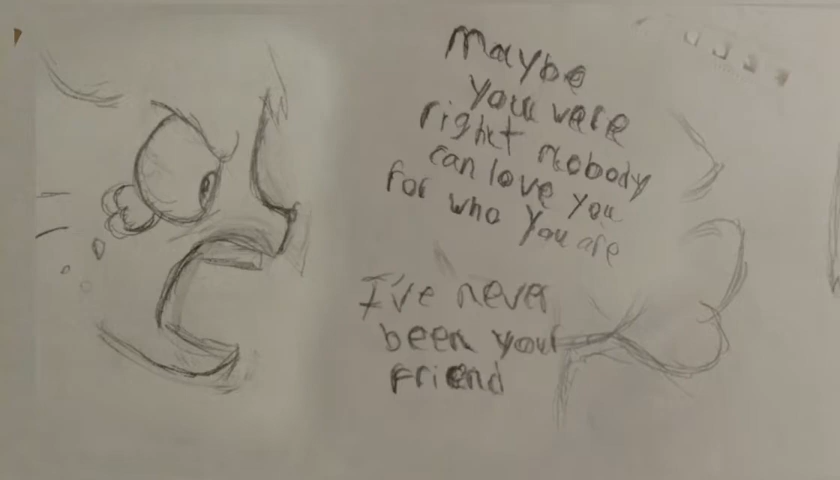 Maybe
you were
right nobody
can love you
for who you are
I've never
been your
friend